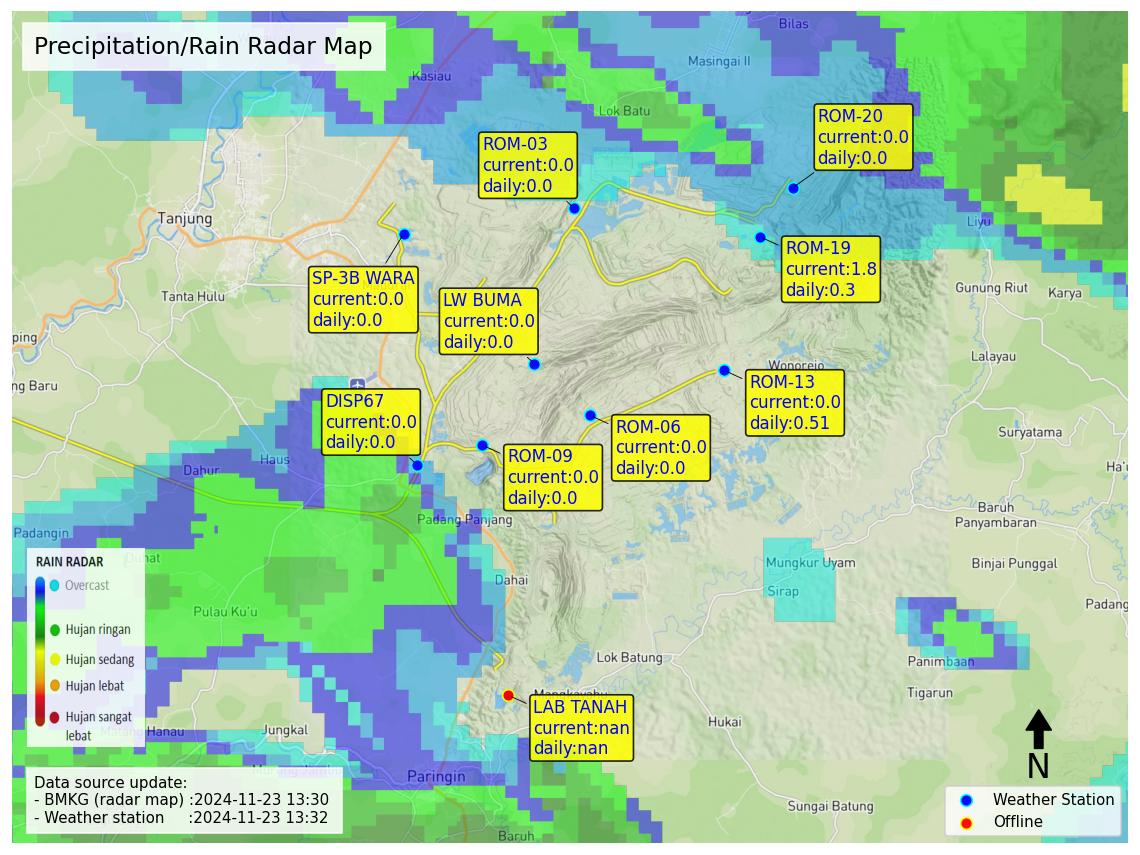 Precipitation/Rain Radar Map
Bilas
Masingai II
Kasiau
Lok Batu
ROM-20
current:0.0
daily:0.0
ROM-03
current:0.0
daily:0.0
Tanjung
Liyu
ROM-19
current:1.8
daily:0.3
SP-3B WARA
current:0.0
daily:0.0
LW BUMA
current:0.0
daily:0.0
Tanta Hulu
Gunung Riut
Karya
ping
Lalayau
Wonorejo
ng Baru
ROM-13
current:0.0
daily:0.51
DISP67
current:0.0
daily:0.0
ROM-06
current:0.0
daily:0.0
Suryatama
ROM-09
current:0.0
daily:0.0
Haus
Dahur
Ha'u
Baruh
Panyambaran
Padang Panjang
Padangin
Mungkur Uyam
Binjai Punggal
RAIN RADAR
Overcast
Hujan ringan
Hujan sedang
Hujan lebat
Hujan sangat
lebat
Dahai
Sirap
Padang
Pulau Ku'u
Lok Batung
Panimbaan
Tigarun
LAB TANAH
current:nan
daily:nan
Hukai
Jungkal
Manau
N
Paringin
Data source update:
- BMKG (radar map) :2024-11-23 13:30
- Weather station :2024-11-23 13:32
Sungai Batung
Weather Station
Offline
Baruh